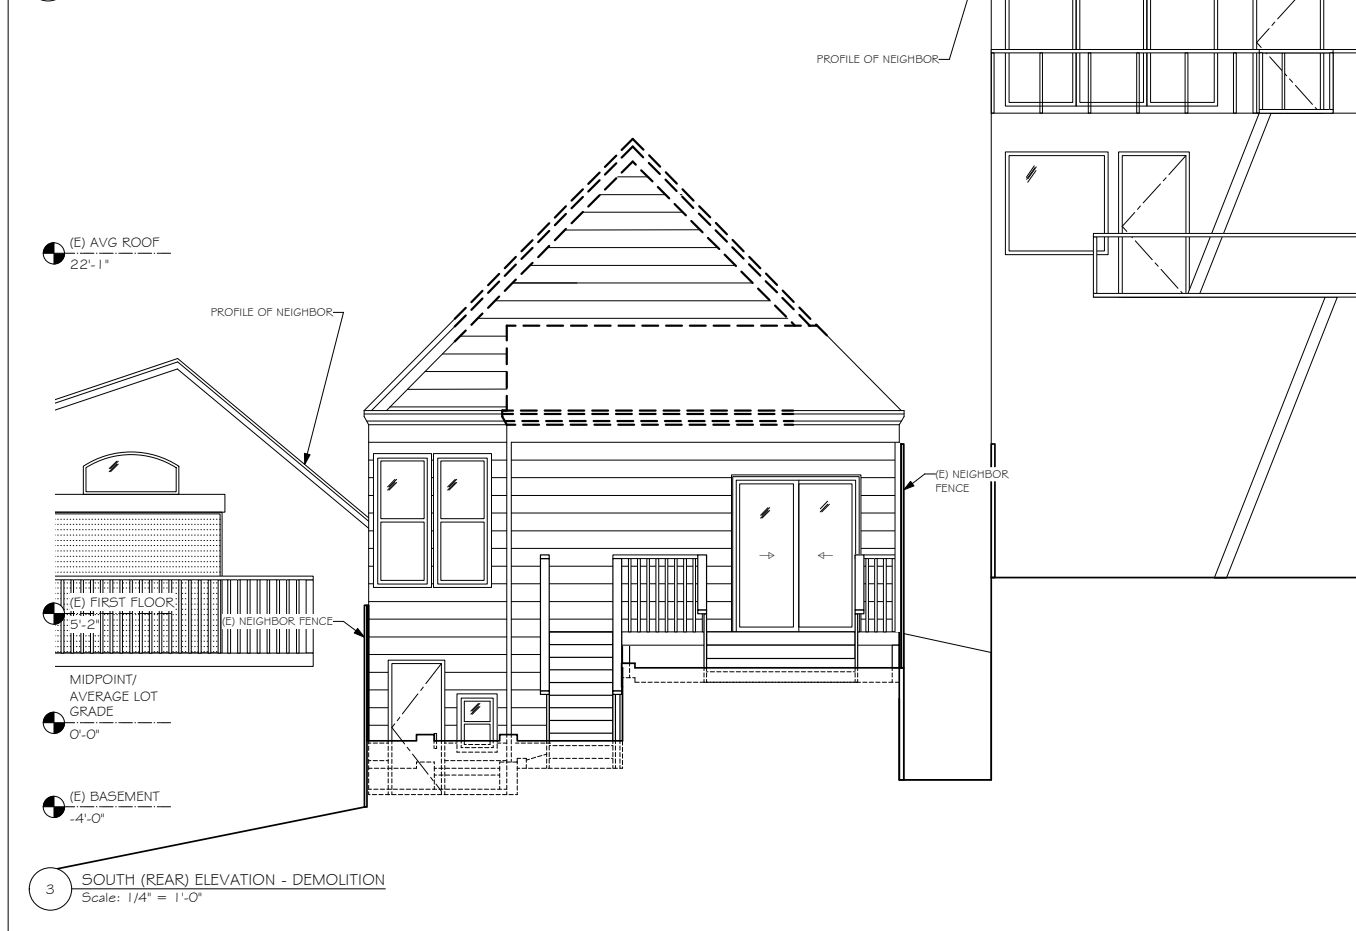 PROFILE OF NEIGHBOR
(E) AVG ROOF
22'-1"
PROFILE OF NEIGHBOR
(E) NEIGHBOR
FENCE
(E) FIRST FLOOR
5'-2"
(E) NEIGHBOR FENCE
MIDPOINT/
AVERAGE LOT
GRADE
0'-0"
(E) BASEMENT
-4'-0"
3
SOUTH (REAR) ELEVATION - DEMOLITION
Scale: 1/4" = 1'-0"